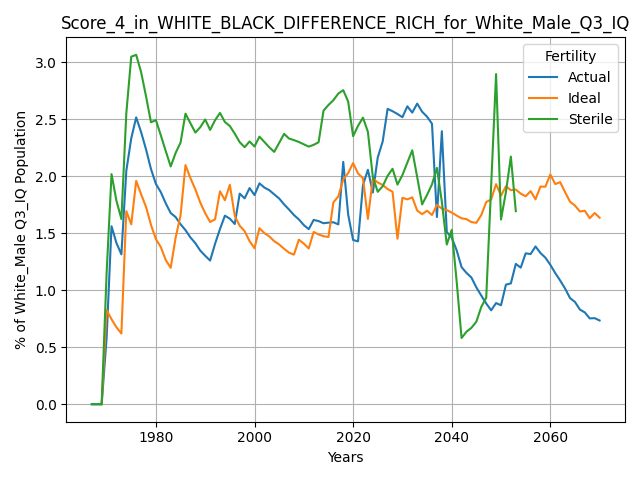 Score_4_in_WHITE_BLACK_DIFFERENCE_RICH_for_White_Male_Q3_IQ
Fertility
Actual
Ideal
Sterile
% of White_Male Q3_IQ Population
3.0
2.5
2.0
1.5
1.0
0.5
0.0
1980 2000 2020 2040 2060
Years